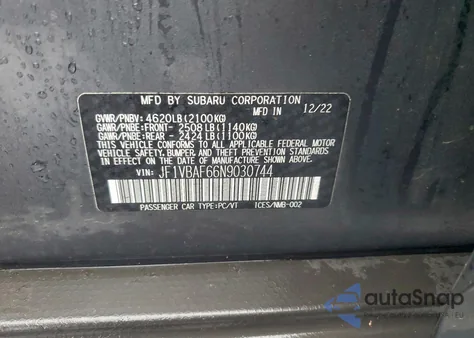 MFD BY SUBARU CORPORATION 12/22
GVWR/PNBV: 4620LB(2100KG)
GAWR/PNBE:FRONT- 2508LB(1140KG)
GAWR/PNBE:REAR - 2424LB(1100KG)
THIS VEHICLE CONFORMS TO ALL APPLICABLE FEDERAL MOTOR
VEHICLE SAFETY, BUMPER, AND THEFT PREVENTION STANDARDS
IN EFFECT ON THE DATE OF MANUFACTURE SHOWN ABOVE.
VIN: JF1VBAF66N9030744
PASSENGER CAR TYPE:PC/VT ICES/NMB-002
autoSnap